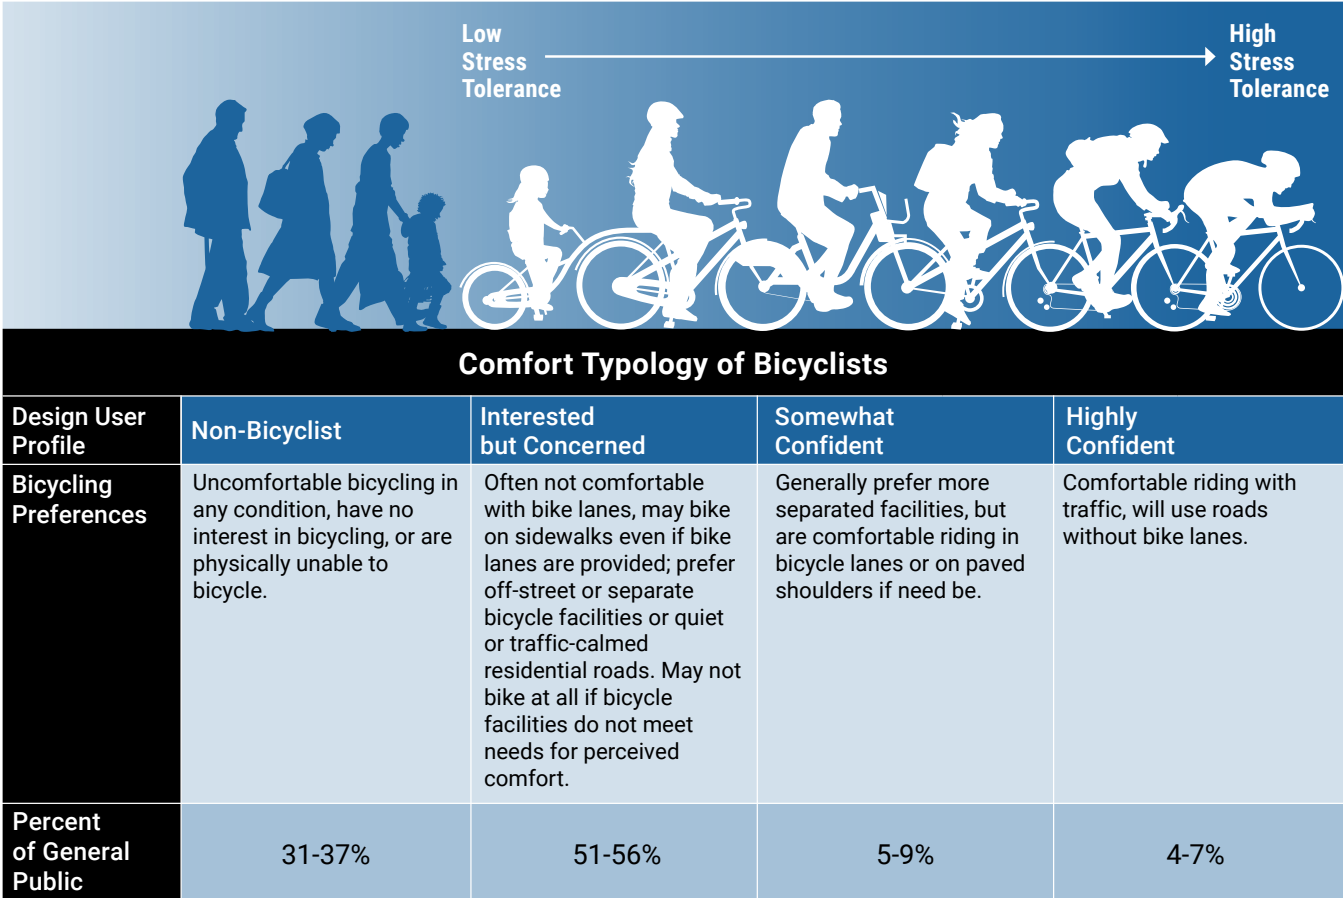 Low
Stress
Tolerance
High
Stress
Tolerance
Comfort Typology of Bicyclists
Design User
Profile
Non-Bicyclist
Interested
but Concerned
Somewhat
Confident
Highly
Confident
Bicycling
Preferences
Uncomfortable bicycling in
any condition, have no
interest in bicycling, or are
physically unable to
bicycle.
Often not comfortable
with bike lanes, may bike
on sidewalks even if bike
lanes are provided; prefer
off-street or separate
bicycle facilities or quiet
or traffic-calmed
residential roads. May not
bike at all if bicycle
facilities do not meet
needs for perceived
comfort.
Generally prefer more
separated facilities, but
are comfortable riding in
bicycle lanes or on paved
shoulders if need be.
Comfortable riding with
traffic, will use roads
without bike lanes.
Percent
of General
Public
31-37%
51-56%
5-9%
4-7%